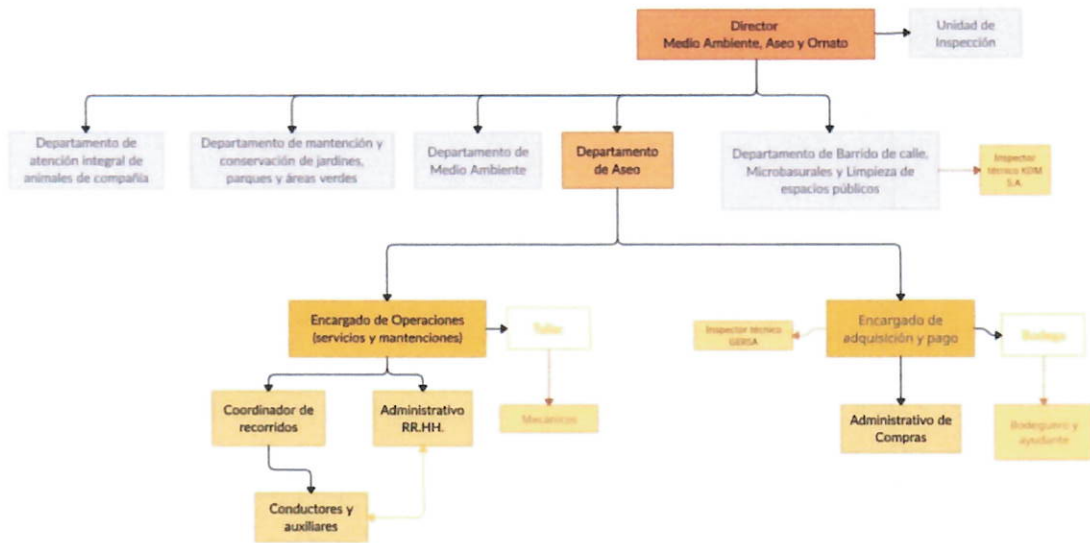 Director
Medio Ambiente, Aseo y Ornato
Unidad de
Inspección
Departamento de
atención integral de
animales de compañía
Departamento de mantención y
conservación de jardines,
parques y áreas verdes
Departamento de
Medio Ambiente
Departamento
de Aseo
Departamento de Barrido de calle,
Microbasurales y Limpieza de
espacios públicos
Inspector
técnico KDM
S.A.
Encargado de Operaciones
(servicios y mantenciones)
Taller
Inspector técnico
GERSA
Encargado de
adquisición y pago
Bodega
Coordinador de
recorridos
Administrativo
RR.HH.
Mecánicos
Administrativo de
Compras
Bodeguero y
ayudante
Conductores y
auxiliares